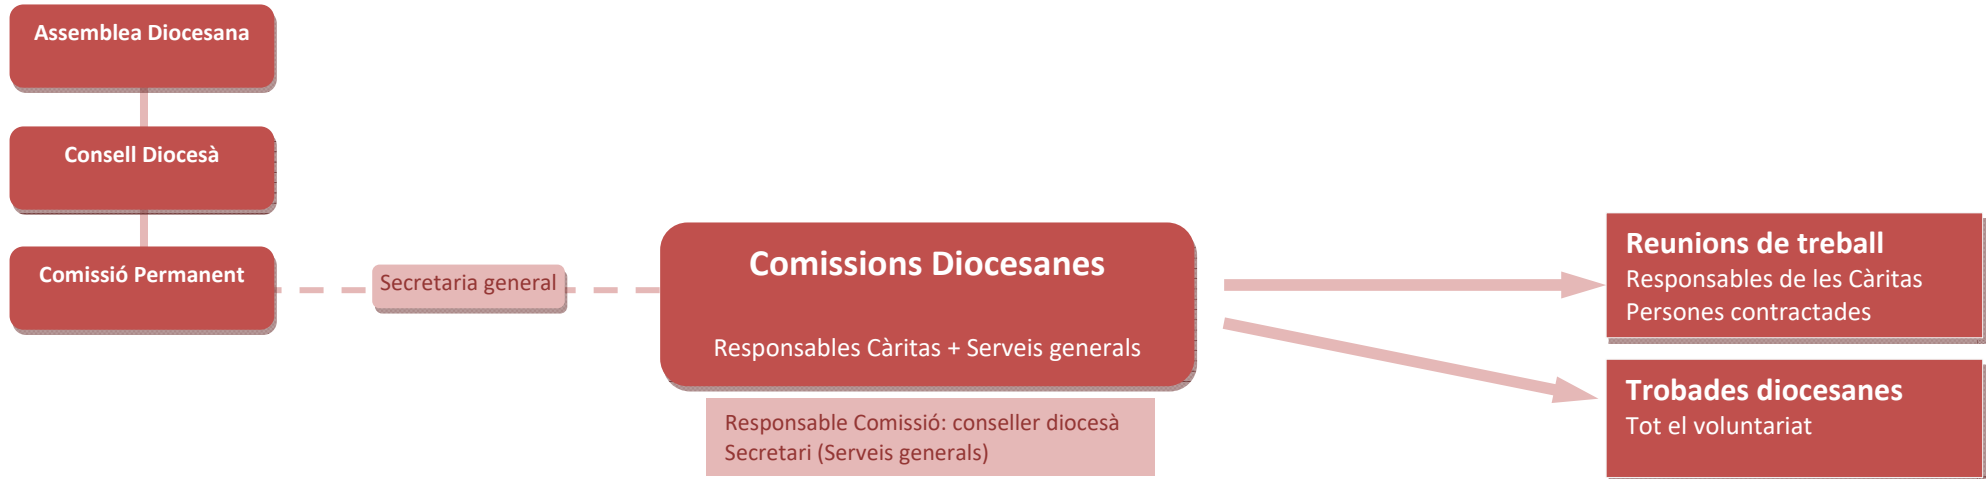 Assemblea Diocesana
Consell Diocesà
Comissió Permanent
Secretaria general
Comissions Diocesanes
Responsables Càritas + Serveis generals
Responsable Comissió: conseller diocesà
Secretari (Serveis generals)
Reunions de treball
Responsables de les Càritas
Persones contractades
Trobades diocesanes
Tot el voluntariat